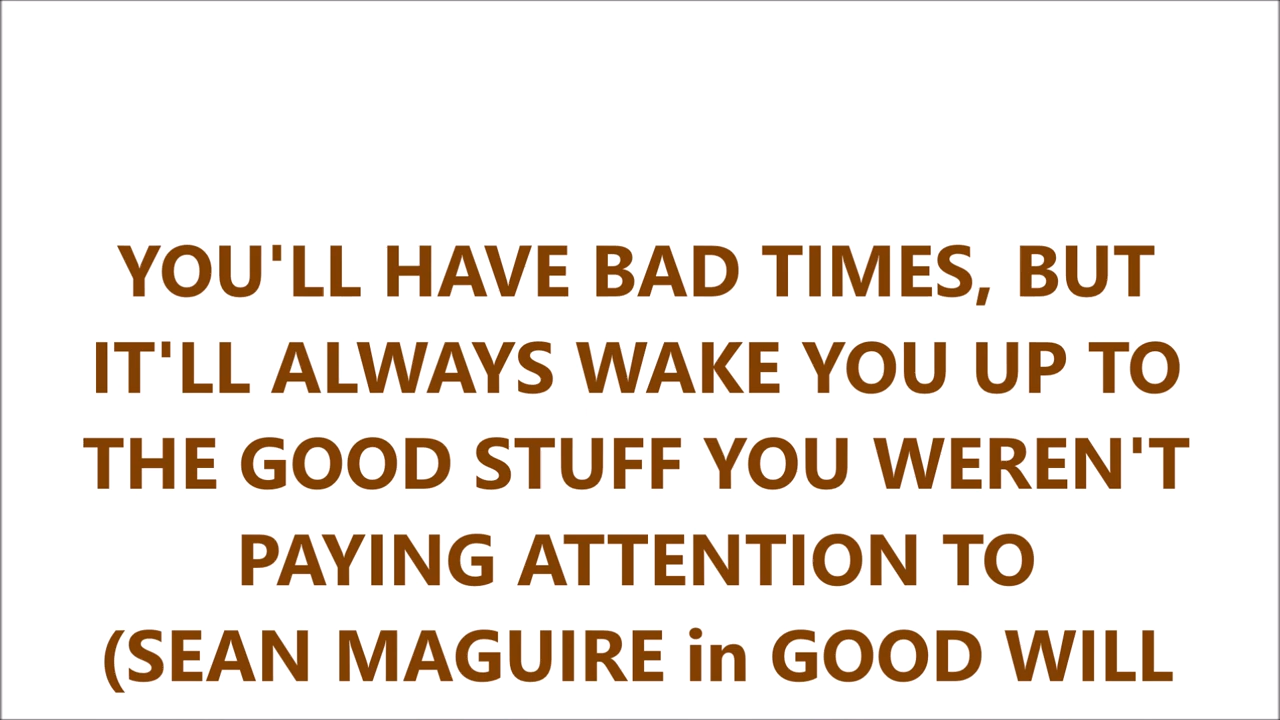 YOU'LL HAVE BAD TIMES, BUT
IT'LL ALWAYS WAKE YOU UP TO
THE GOOD STUFF YOU WEREN'T
PAYING ATTENTION TO
(SEAN MAGUIRE in GOOD WILL